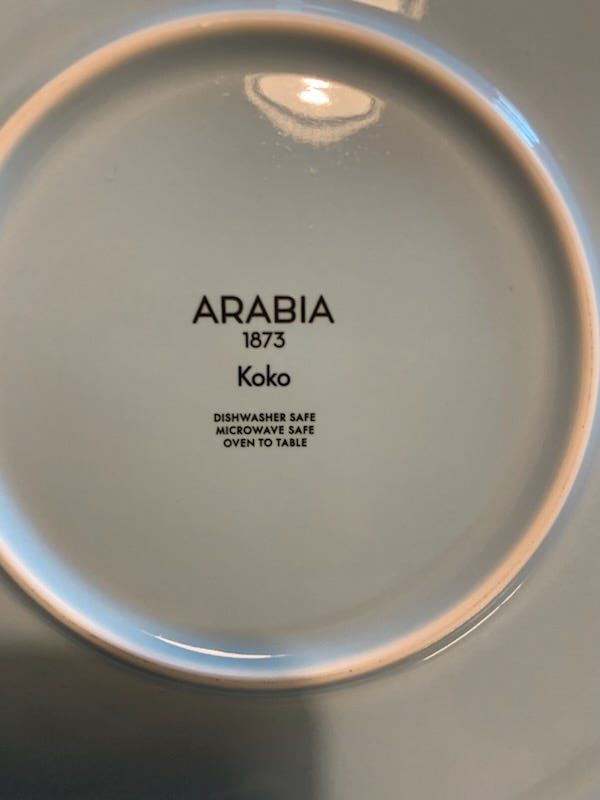 ARABIA
1873
Koko
DISHWASHER SAFE
MICROWAVE SAFE
OVEN TO TABLE